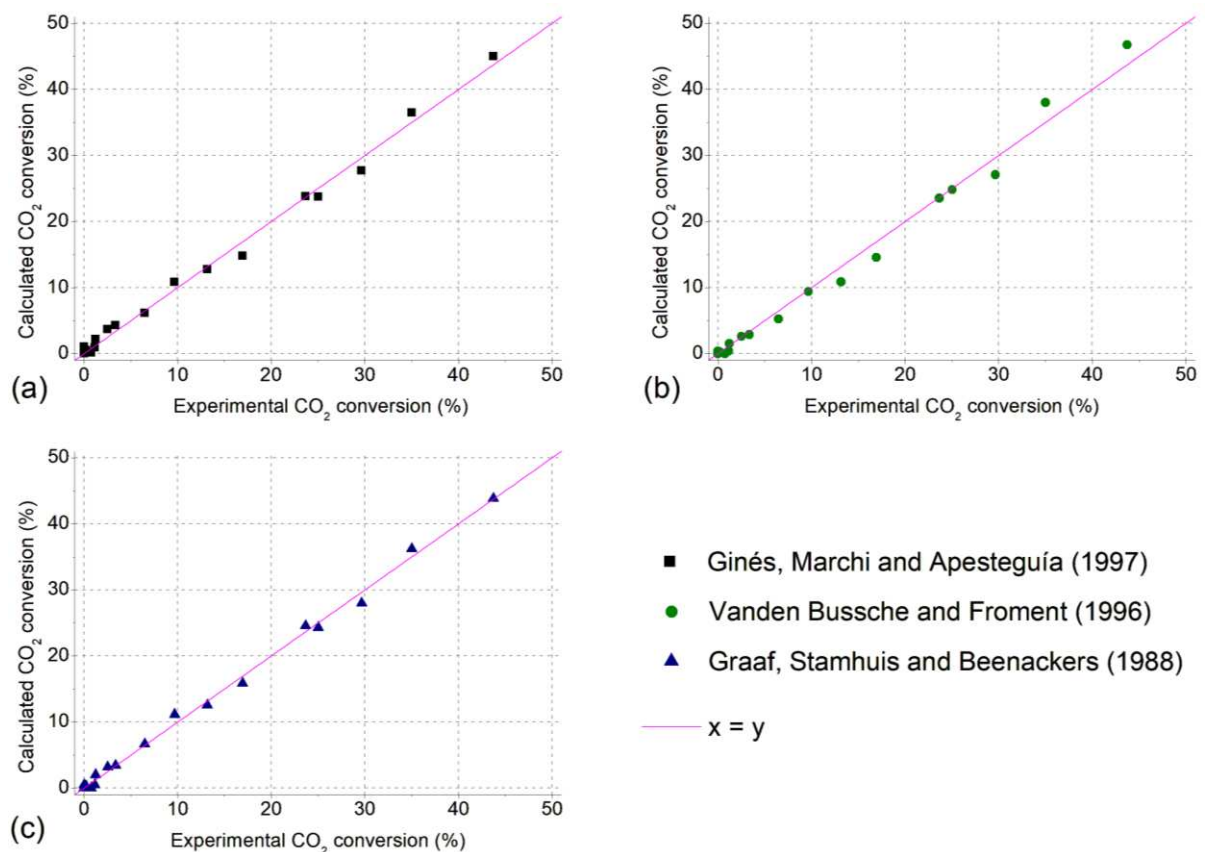 50
40
30
20
10
0
Calculated CO₂ conversion (%)
0 10 20 30 40 50
Experimental CO₂ conversion (%)
(a)
50
40
30
20
10
0
Calculated CO₂ conversion (%)
0 10 20 30 40 50
Experimental CO₂ conversion (%)
(b)
50
40
30
20
10
0
Calculated CO₂ conversion (%)
0 10 20 30 40 50
Experimental CO₂ conversion (%)
(c)
Ginés, Marchi and Apesteguía (1997)
Vanden Bussche and Froment (1996)
Graaf, Stamhuis and Beenackers (1988)
x = y